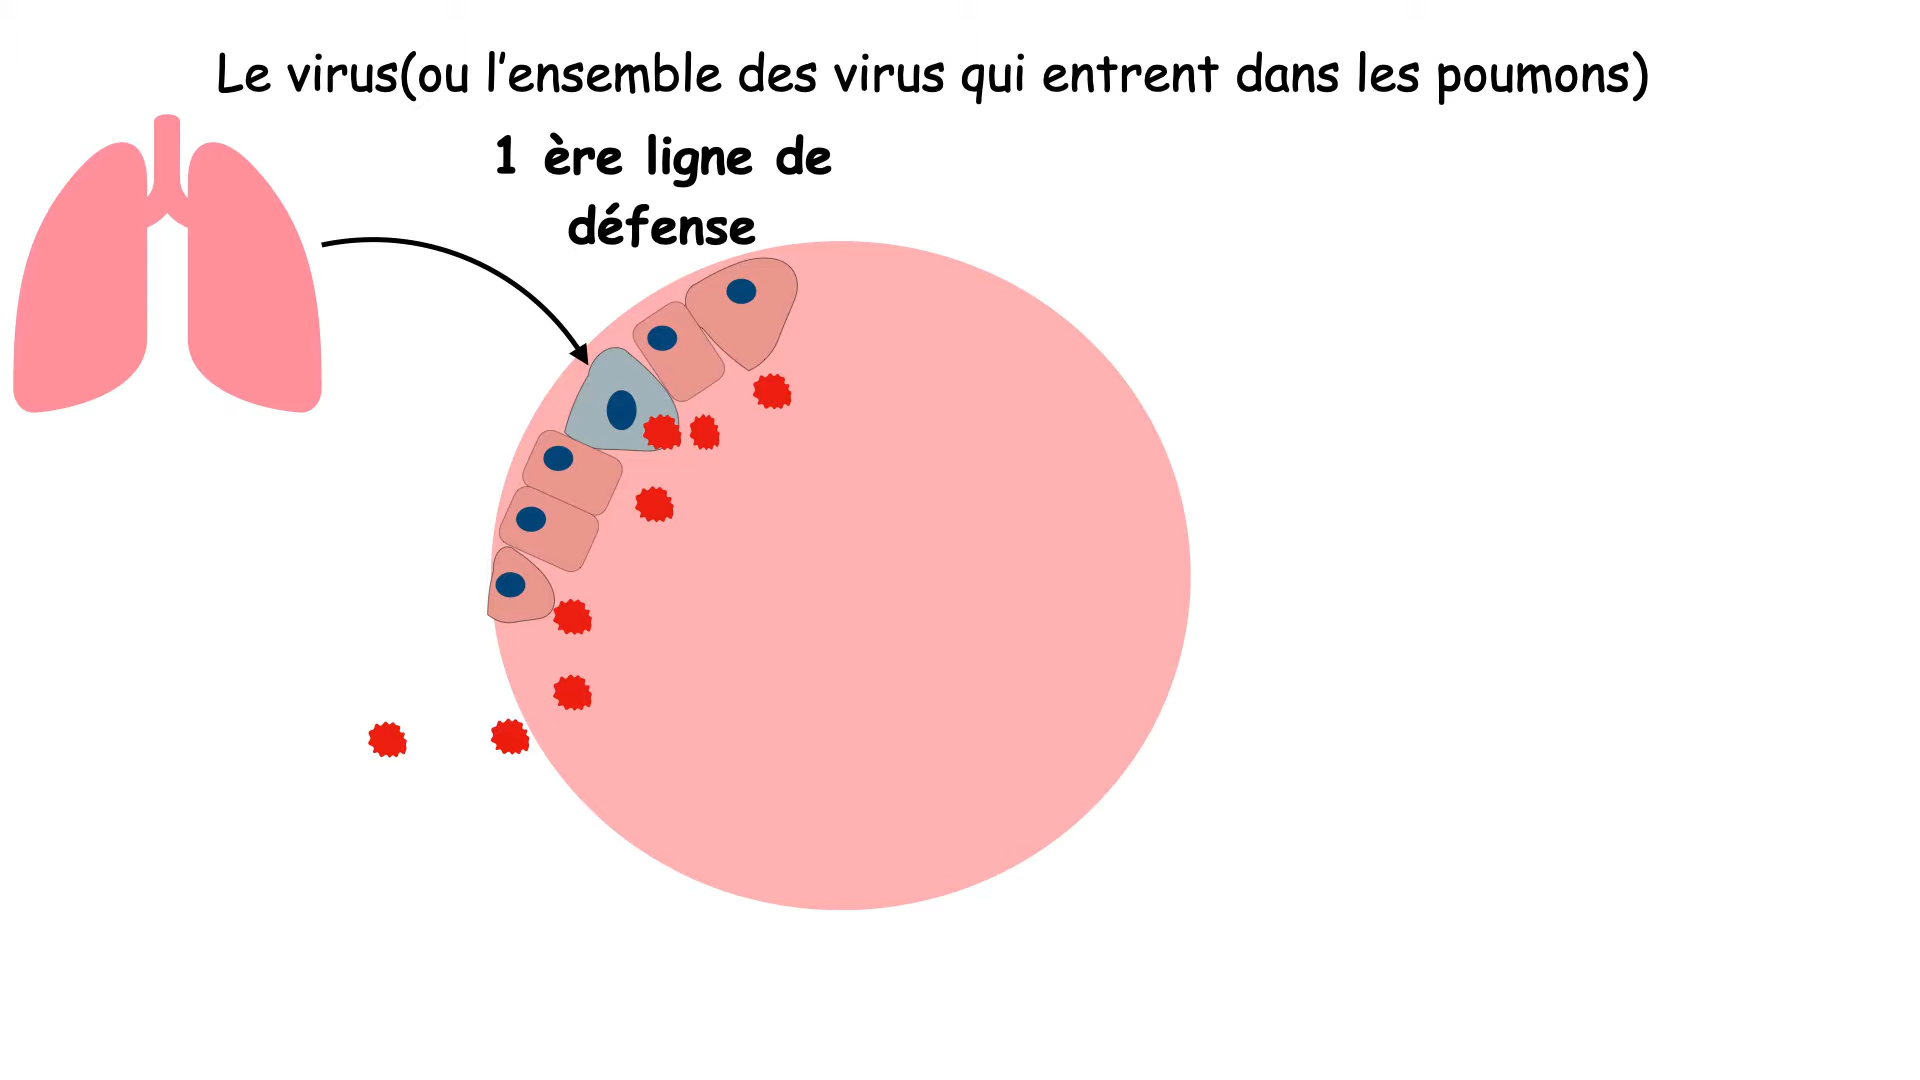 Le virus(ou l’ensemble des virus qui entrent dans les poumons)
1 ère ligne de
défense